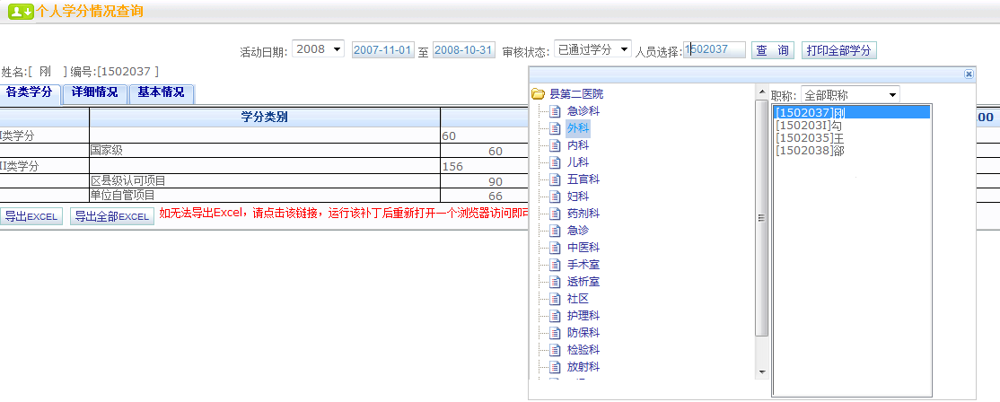 个人学分情况查询
活动日期: 2008 2007-11-01 至 2008-10-31 审核状态: 已通过学分 人员选择: 1502037 查 询 打印全部学分
姓名:[ 刚 ] 编号:[1502037 ]
各类学分 详细情况 基本情况
学分类别 00
I类学分 60
国家级 60
II类学分 156
区县级认可项目 90
单位自管项目 66
导出EXCEL 导出全部EXCEL 如无法导出Excel，请点击该链接，运行该补丁后重新打开一个浏览器访问即可
县第二医院
急诊科
外科
内科
儿科
五官科
妇科
药剂科
急诊
中医科
手术室
透析室
社区
护理科
防保科
检验科
放射科
职称: 全部职称
[1502037]刚
[150203I]勾
[1502035]王
[1502038]郤